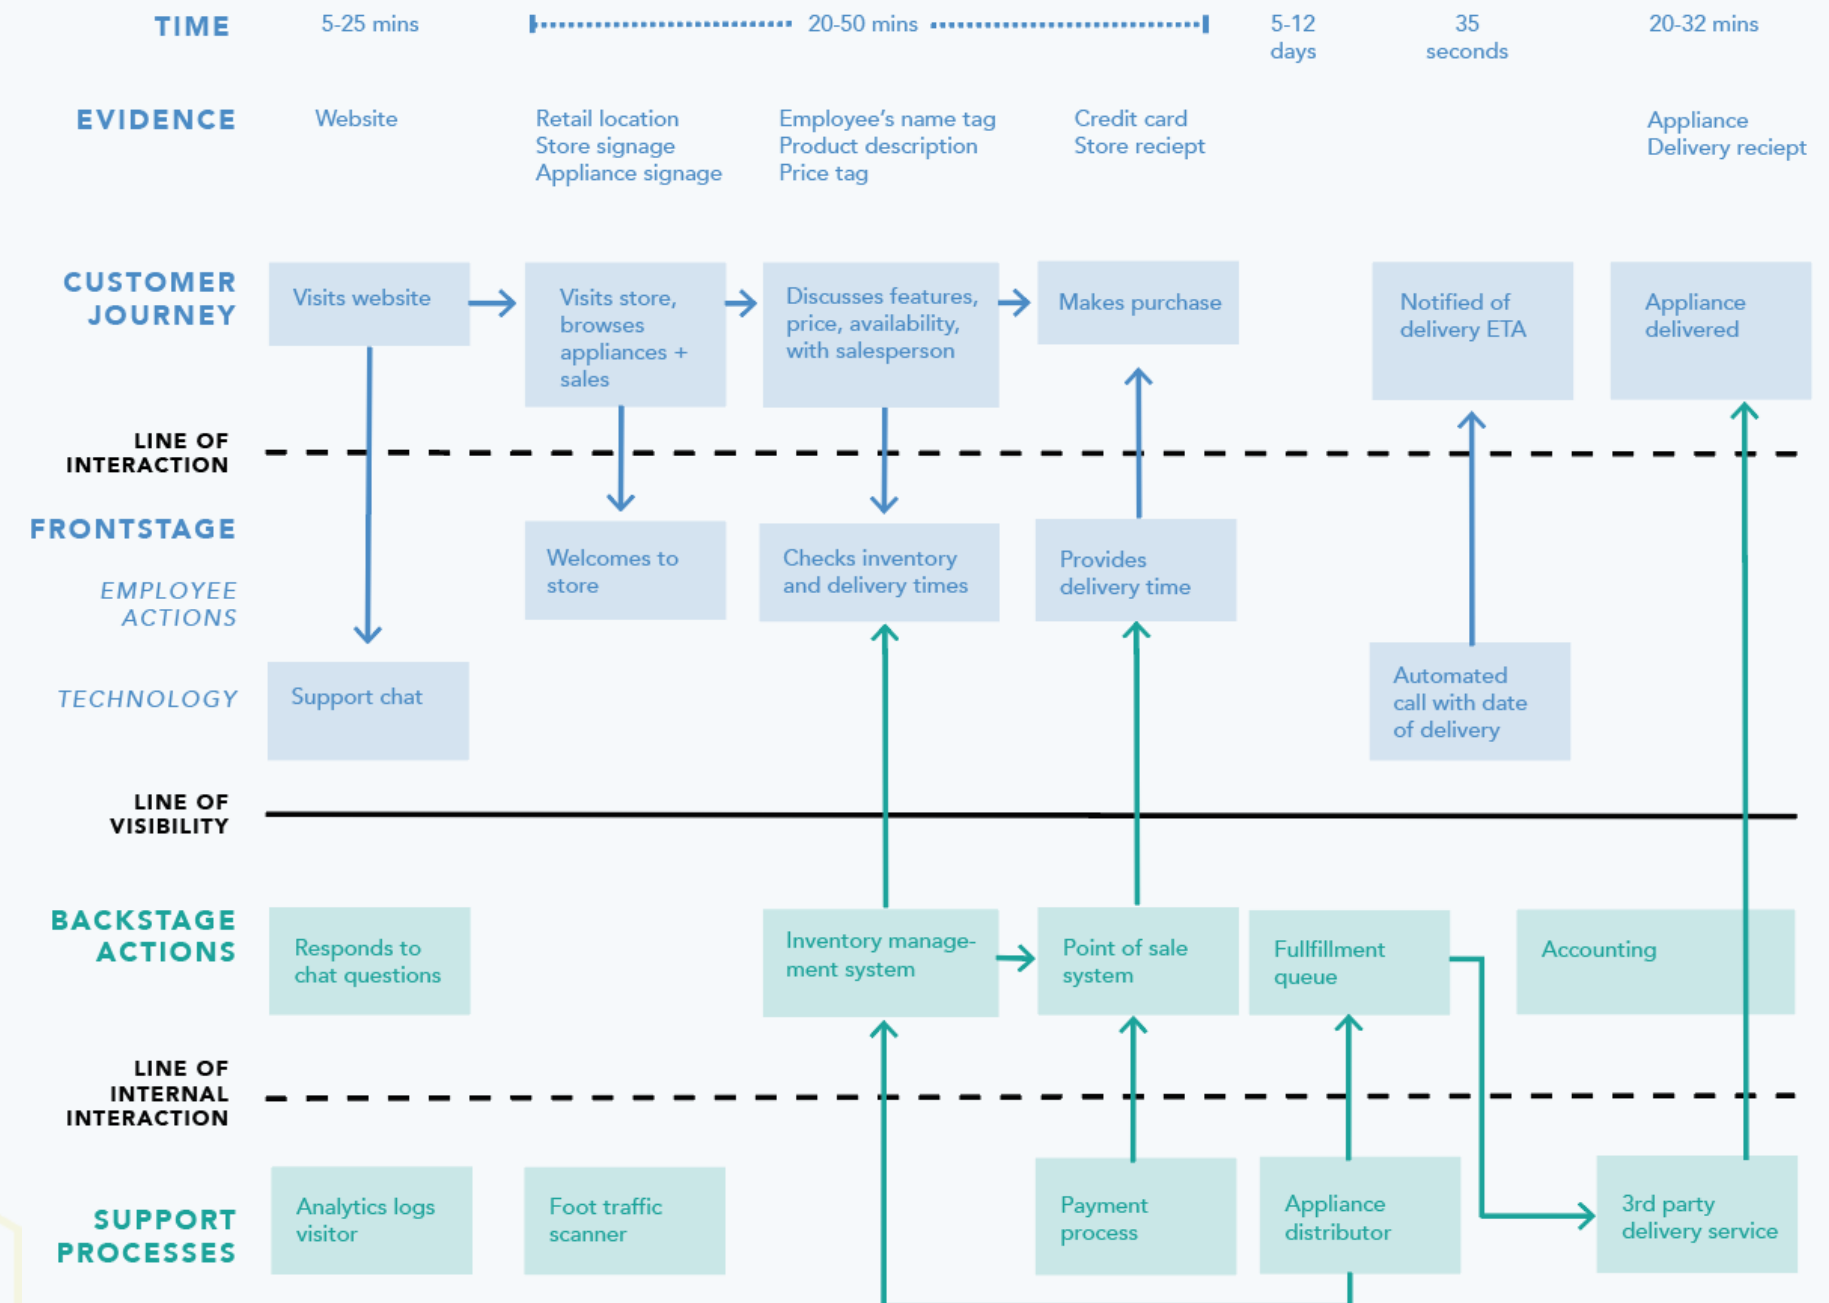 TIME
5-25 mins
20-50 mins
5-12
days
35
seconds
20-32 mins
EVIDENCE
Website
Retail location
Store signage
Appliance signage
Employee's name tag
Product description
Price tag
Credit card
Store reciept
Appliance
Delivery reciept
CUSTOMER
JOURNEY
Visits website
Visits store,
browses
appliances +
sales
Discusses features,
price, availability,
with salesperson
Makes purchase
Notified of
delivery ETA
Appliance
delivered
LINE OF
INTERACTION
FRONTSTAGE
EMPLOYEE
ACTIONS
Welcomes to
store
Checks inventory
and delivery times
Provides
delivery time
TECHNOLOGY
Support chat
Automated
call with date
of delivery
LINE OF
VISIBILITY
BACKSTAGE
ACTIONS
Responds to
chat questions
Inventory manage-
ment system
Point of sale
system
Fullfillment
queue
Accounting
LINE OF
INTERNAL
INTERACTION
SUPPORT
PROCESSES
Analytics logs
visitor
Foot traffic
scanner
Payment
process
Appliance
distributor
3rd party
delivery service